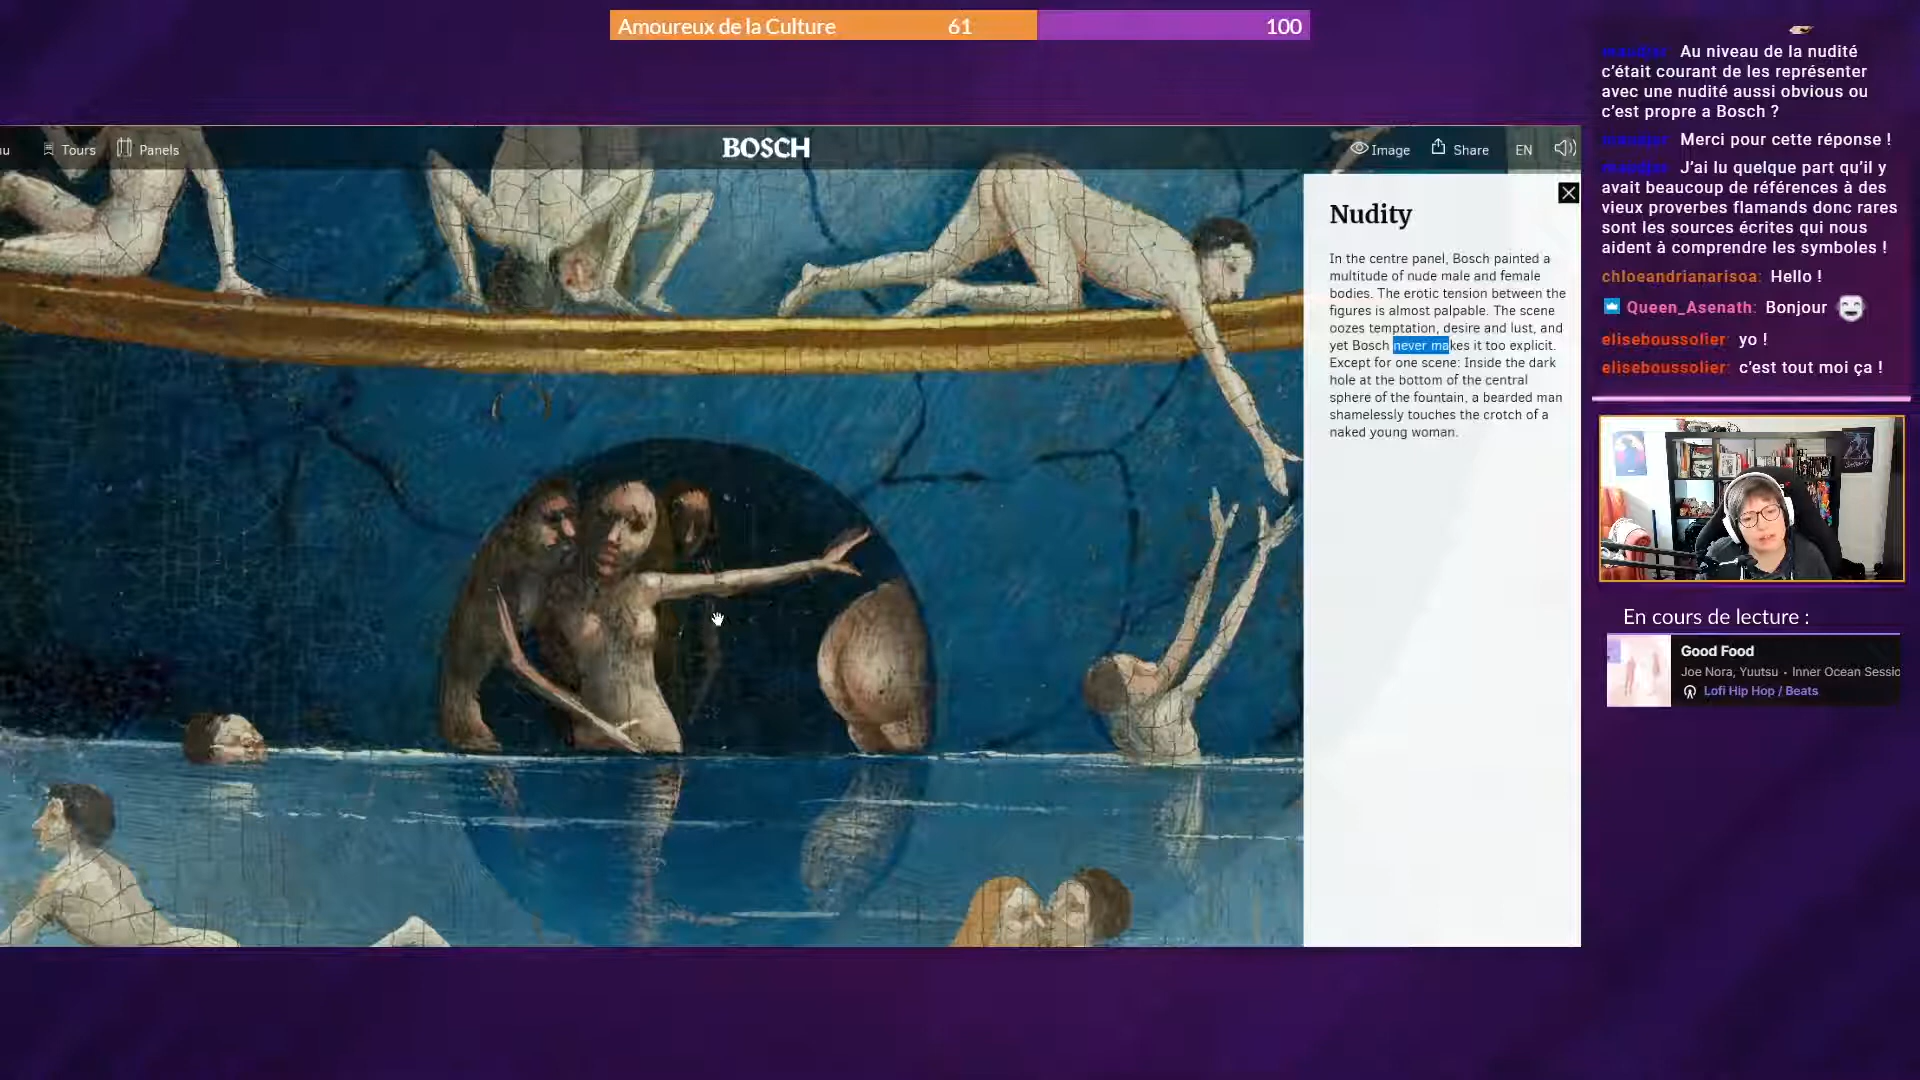 Amoureux de la Culture 61 100
Tours Panels BOSCH Image Share EN
Nudity
In the centre panel, Bosch painted a
multitude of nude male and female
bodies. The erotic tension between the
figures is almost palpable. The scene
oozes temptation, desire and lust, and
yet Bosch never makes it too explicit.
Except for one scene: Inside the dark
hole at the bottom of the central
sphere of the fountain, a bearded man
shamelessly touches the crotch of a
naked young woman.
Au niveau de la nudité
c'était courant de les représenter
avec une nudité aussi obvious ou
c'est propre a Bosch ?
Merci pour cette réponse !
J'ai lu quelque part qu'il y
avait beaucoup de références à des
vieux proverbes flamands donc rares
sont les sources écrites qui nous
aident à comprendre les symboles !
chloeandrianarisoa: Hello !
Queen_Asenath: Bonjour
eliseboussolier: yo !
eliseboussolier: c'est tout moi ça !
En cours de lecture :
Good Food
Joe Nora, Yuutsu • Inner Ocean Sessic
Lofi Hip Hop / Beats